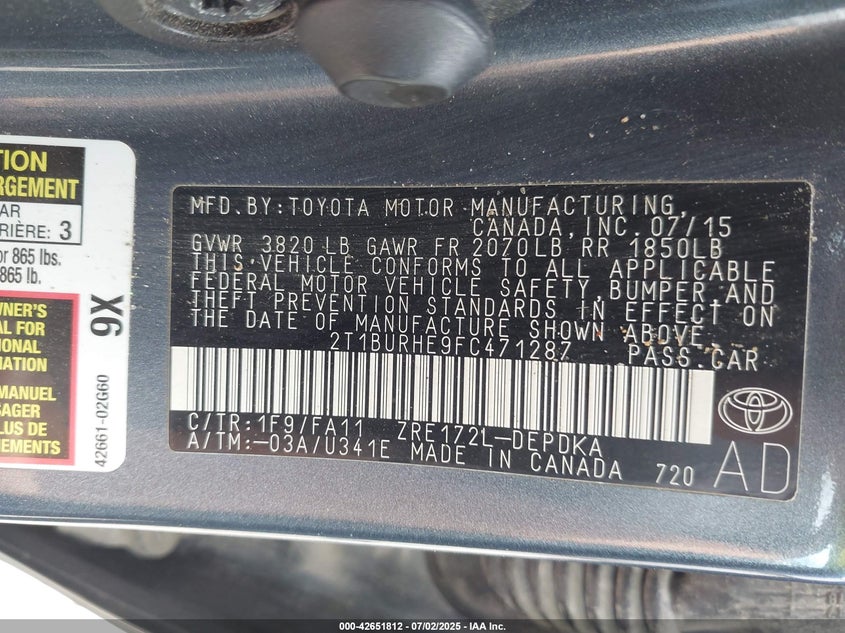 TION
RGEMENT
AR
RIÈRE: 3
or 865 lbs.
865 lb.
WNER'S
AL FOR
TIONAL
MATION
MANUEL
SAGER
LUS DE
EMENTS
9X
42661-02G60
MFD. BY: TOYOTA MOTOR MANUFACTURING,
CANADA, INC. 07/15
GVWR 3820 LB GAWR FR 2070LB RR 1850LB
THIS VEHICLE CONFORMS TO ALL APPLICABLE
FEDERAL MOTOR VEHICLE SAFETY, BUMPER, AND
THEFT PREVENTION STANDARDS IN EFFECT ON
THE DATE OF MANUFACTURE SHOWN ABOVE.
2T1BURHE9FC471287 PASS. CAR
C/TR: 1F9/FA11 ZRE172L-DEPDKA
A/TM: -03A/U341E MADE IN CANADA 720
AD
000-42651812 - 07/02/2025 - IAA Inc.